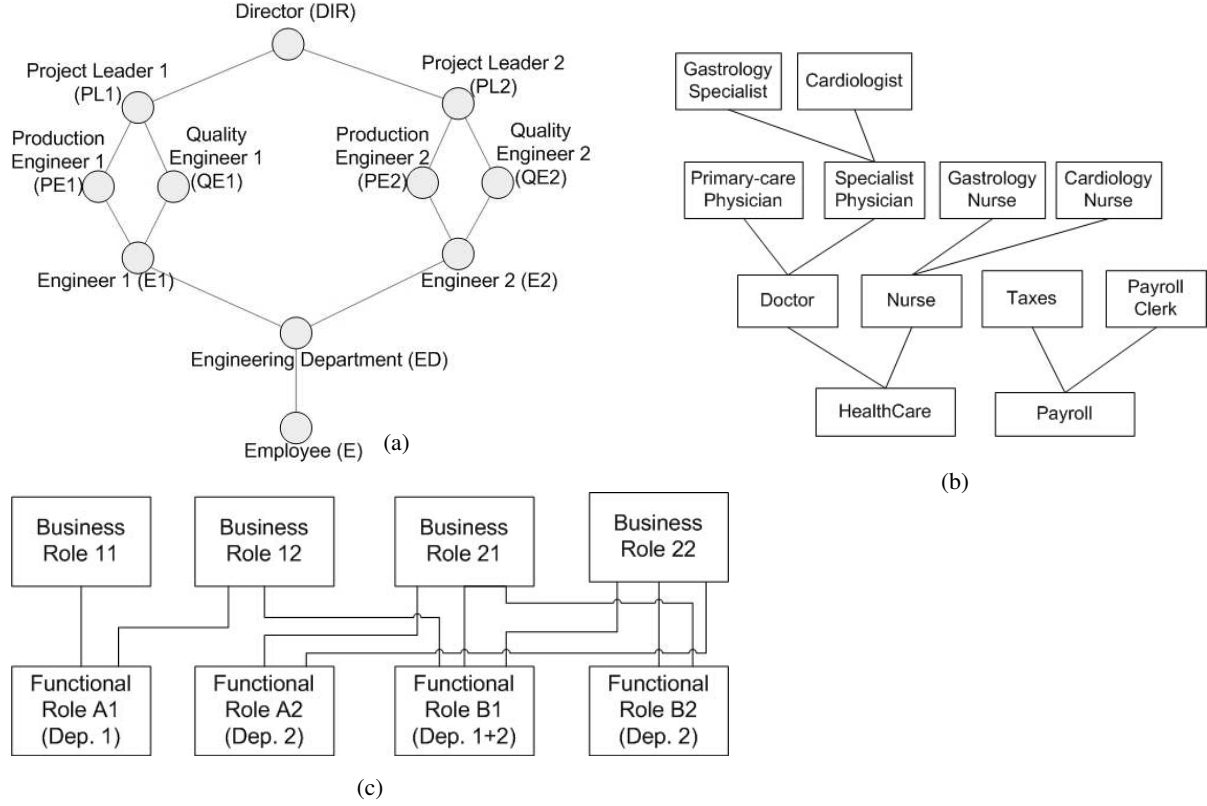 Director (DIR)
Project Leader 1
(PL1)
Project Leader 2
(PL2)
Production
Engineer 1
(PE1)
Quality
Engineer 1
(QE1)
Production
Engineer 2
(PE2)
Quality
Engineer 2
(QE2)
Engineer 1 (E1)
Engineer 2 (E2)
Engineering Department (ED)
Employee (E)
(a)
Gastrology
Specialist
Cardiologist
Primary-care
Physician
Specialist
Physician
Gastrology
Nurse
Cardiology
Nurse
Doctor
Nurse
Taxes
Payroll
Clerk
HealthCare
Payroll
(b)
Business
Role 11
Business
Role 12
Business
Role 21
Business
Role 22
Functional
Role A1
(Dep. 1)
Functional
Role A2
(Dep. 2)
Functional
Role B1
(Dep. 1+2)
Functional
Role B2
(Dep. 2)
(c)